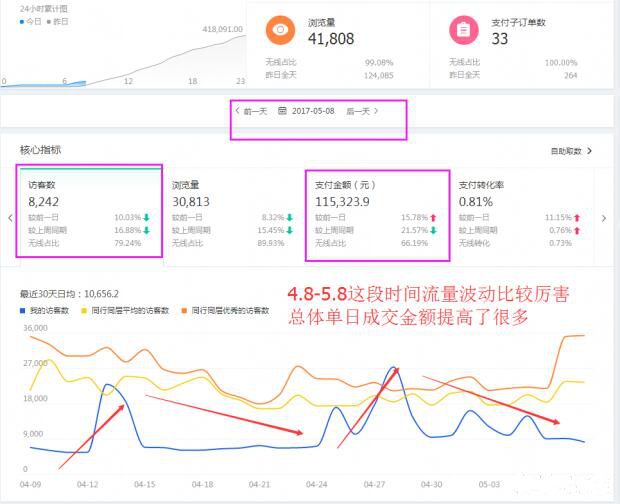 24小时累计图
今日 昨日
418,091.00
0 6 12 18 23
浏览量
41,808
无线占比 99.08%
昨日全天 124,085
支付子订单数
33
无线占比 100.00%
昨日全天 264
前一天 2017-05-08 后一天
核心指标 自助取数
访客数
8,242
较前一日 10.03%
较上周同期 16.88%
无线占比 79.24%
浏览量
30,813
较前一日 8.32%
较上周同期 15.45%
无线占比 89.93%
支付金额（元）
115,323.9
较前一日 15.78%
较上周同期 21.57%
无线占比 66.19%
支付转化率
0.81%
较前一日 11.15%
较上周同期 0.76%
无线转化 0.73%
最近30天日均：10,656.2
我的访客数 同行同层平均的访客数 同行同层优秀的访客数
4.8-5.8这段时间流量波动比较厉害
总体单日成交金额提高了很多
36,000
27,000
18,000
9,000
0
04-09 04-12 04-15 04-18 04-21 04-24 04-27 04-30 05-03